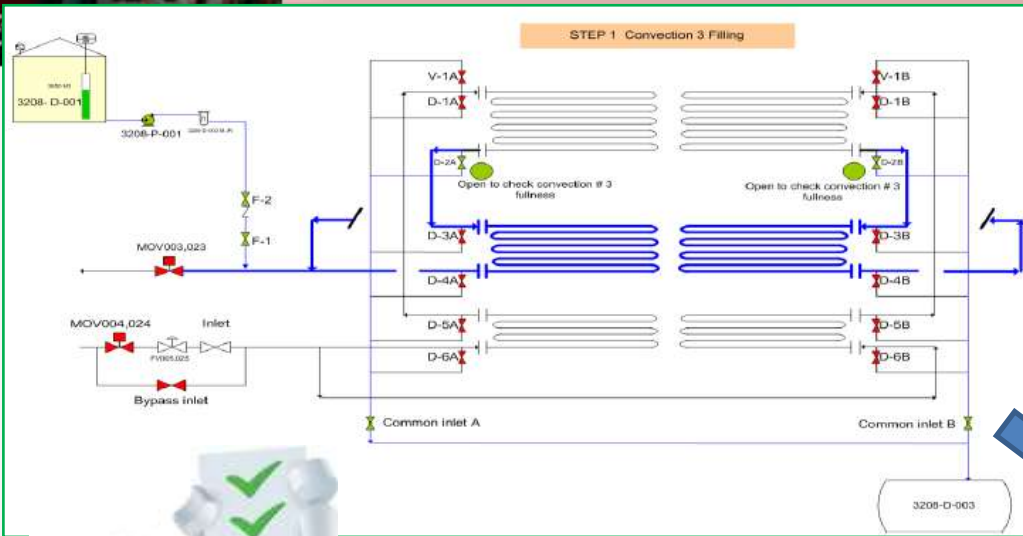 STEP 1 Convection 3 Filling
3208- D-001
3208-P-001
V-1A
V-1B
D-1A
D-1B
D-2A
D-2B
Open to check convection # 3
fullness
Open to check convection # 3
fullness
F-2
F-1
MOV003,023
D-3A
D-3B
D-4A
D-4B
MOV004,024
Inlet
D-5A
D-5B
D-6A
D-6B
Bypass inlet
Common inlet A
Common inlet B
3208-D-003